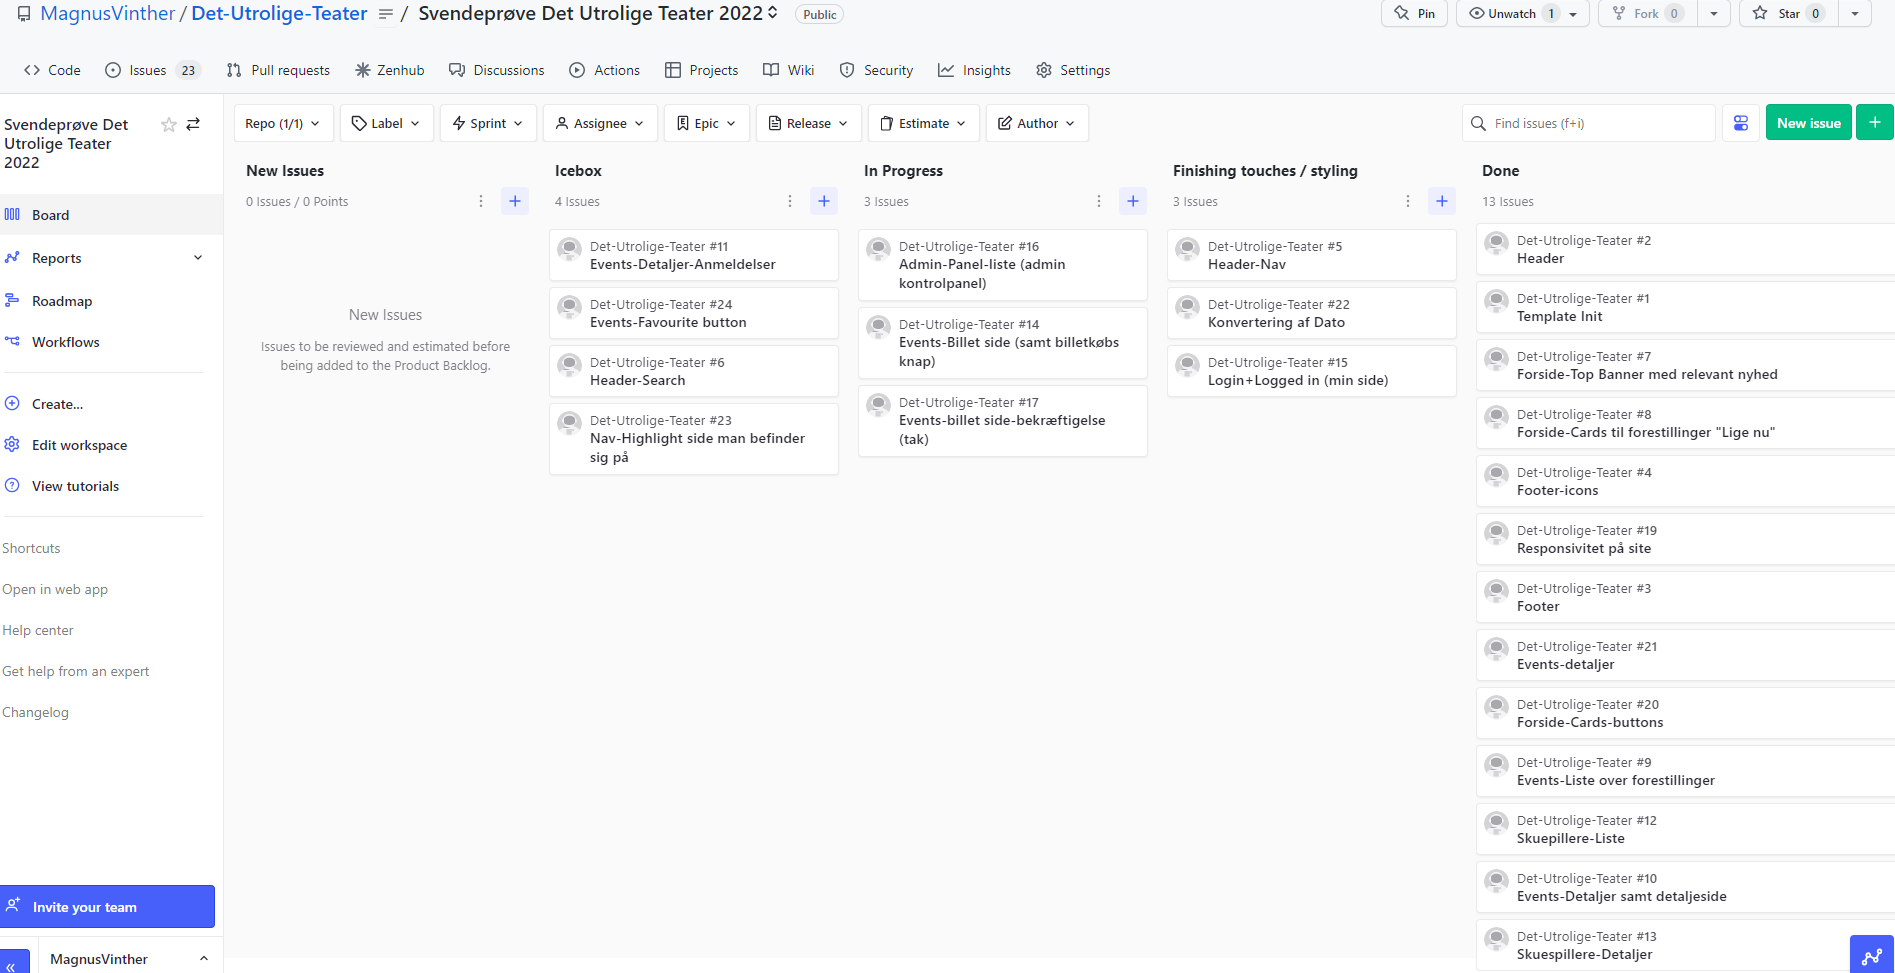 MagnusVinther / Det-Utrolige-Teater / Svendeprøve Det Utrolige Teater 2022 Public
Pin Unwatch 1 Fork 0 Star 0
Code Issues 23 Pull requests Zenhub Discussions Actions Projects Wiki Security Insights Settings
Svendeprøve Det
Utrolige Teater
2022
Board
Reports
Roadmap
Workflows
Create...
Edit workspace
View tutorials
Shortcuts
Open in web app
Help center
Get help from an expert
Changelog
Invite your team
MagnusVinther
Repo (1/1) Label Sprint Assignee Epic Release Estimate Author
Find issues (f+i)
New issue
New Issues
0 Issues / 0 Points
New Issues
Issues to be reviewed and estimated before
being added to the Product Backlog.
Icebox
4 Issues
Det-Utrolige-Teater #11
Events-Detaljer-Anmeldelser
Det-Utrolige-Teater #24
Events-Favourite button
Det-Utrolige-Teater #6
Header-Search
Det-Utrolige-Teater #23
Nav-Highlight side man befinder
sig på
In Progress
3 Issues
Det-Utrolige-Teater #16
Admin-Panel-liste (admin
kontrolpanel)
Det-Utrolige-Teater #14
Events-Billet side (samt billetkøbs
knap)
Det-Utrolige-Teater #17
Events-billet side-bekræftigelse
(tak)
Finishing touches / styling
3 Issues
Det-Utrolige-Teater #5
Header-Nav
Det-Utrolige-Teater #22
Konvertering af Dato
Det-Utrolige-Teater #15
Login+Logged in (min side)
Done
13 Issues
Det-Utrolige-Teater #2
Header
Det-Utrolige-Teater #1
Template Init
Det-Utrolige-Teater #7
Forside-Top Banner med relevant nyhed
Det-Utrolige-Teater #8
Forside-Cards til forestillinger "Lige nu"
Det-Utrolige-Teater #4
Footer-icons
Det-Utrolige-Teater #19
Responsivitet på site
Det-Utrolige-Teater #3
Footer
Det-Utrolige-Teater #21
Events-detaljer
Det-Utrolige-Teater #20
Forside-Cards-buttons
Det-Utrolige-Teater #9
Events-Liste over forestillinger
Det-Utrolige-Teater #12
Skuepillere-Liste
Det-Utrolige-Teater #10
Events-Detaljer samt detaljeside
Det-Utrolige-Teater #13
Skuespillere-Detaljer